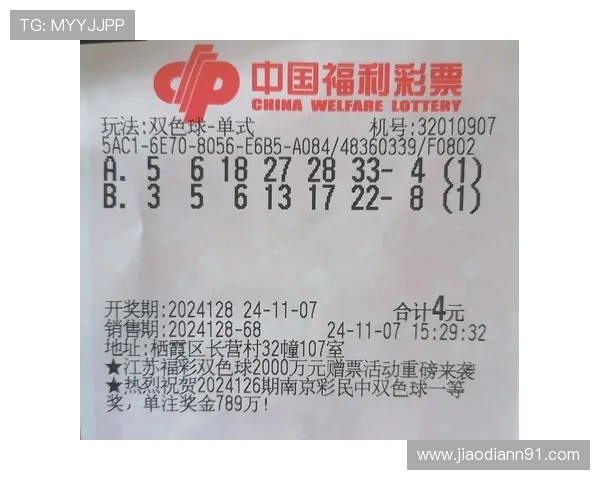 TG: MYYJJPP
中国福利彩票
CHINA WELFARE LOTTERY
玩法:双色球-单式 机号:32010907
5AC1-6E70-8056-E6B5-A084/48360339/F0802
A. 5 6 18 27 28 33- 4 (1)
B. 3 5 6 13 17 22- 8 (1)
开奖期:2024128 24-11-07 合计4元
销售期:2024128-68 24-11-07 15:29:32
地址:栖霞区长营村32幢107室
★江苏福彩双色球2000万元赠票活动重磅来袭
★热烈祝贺2024126期南京彩民中双色球一等
奖，单注奖金789万!
www.jiaodiann91.com